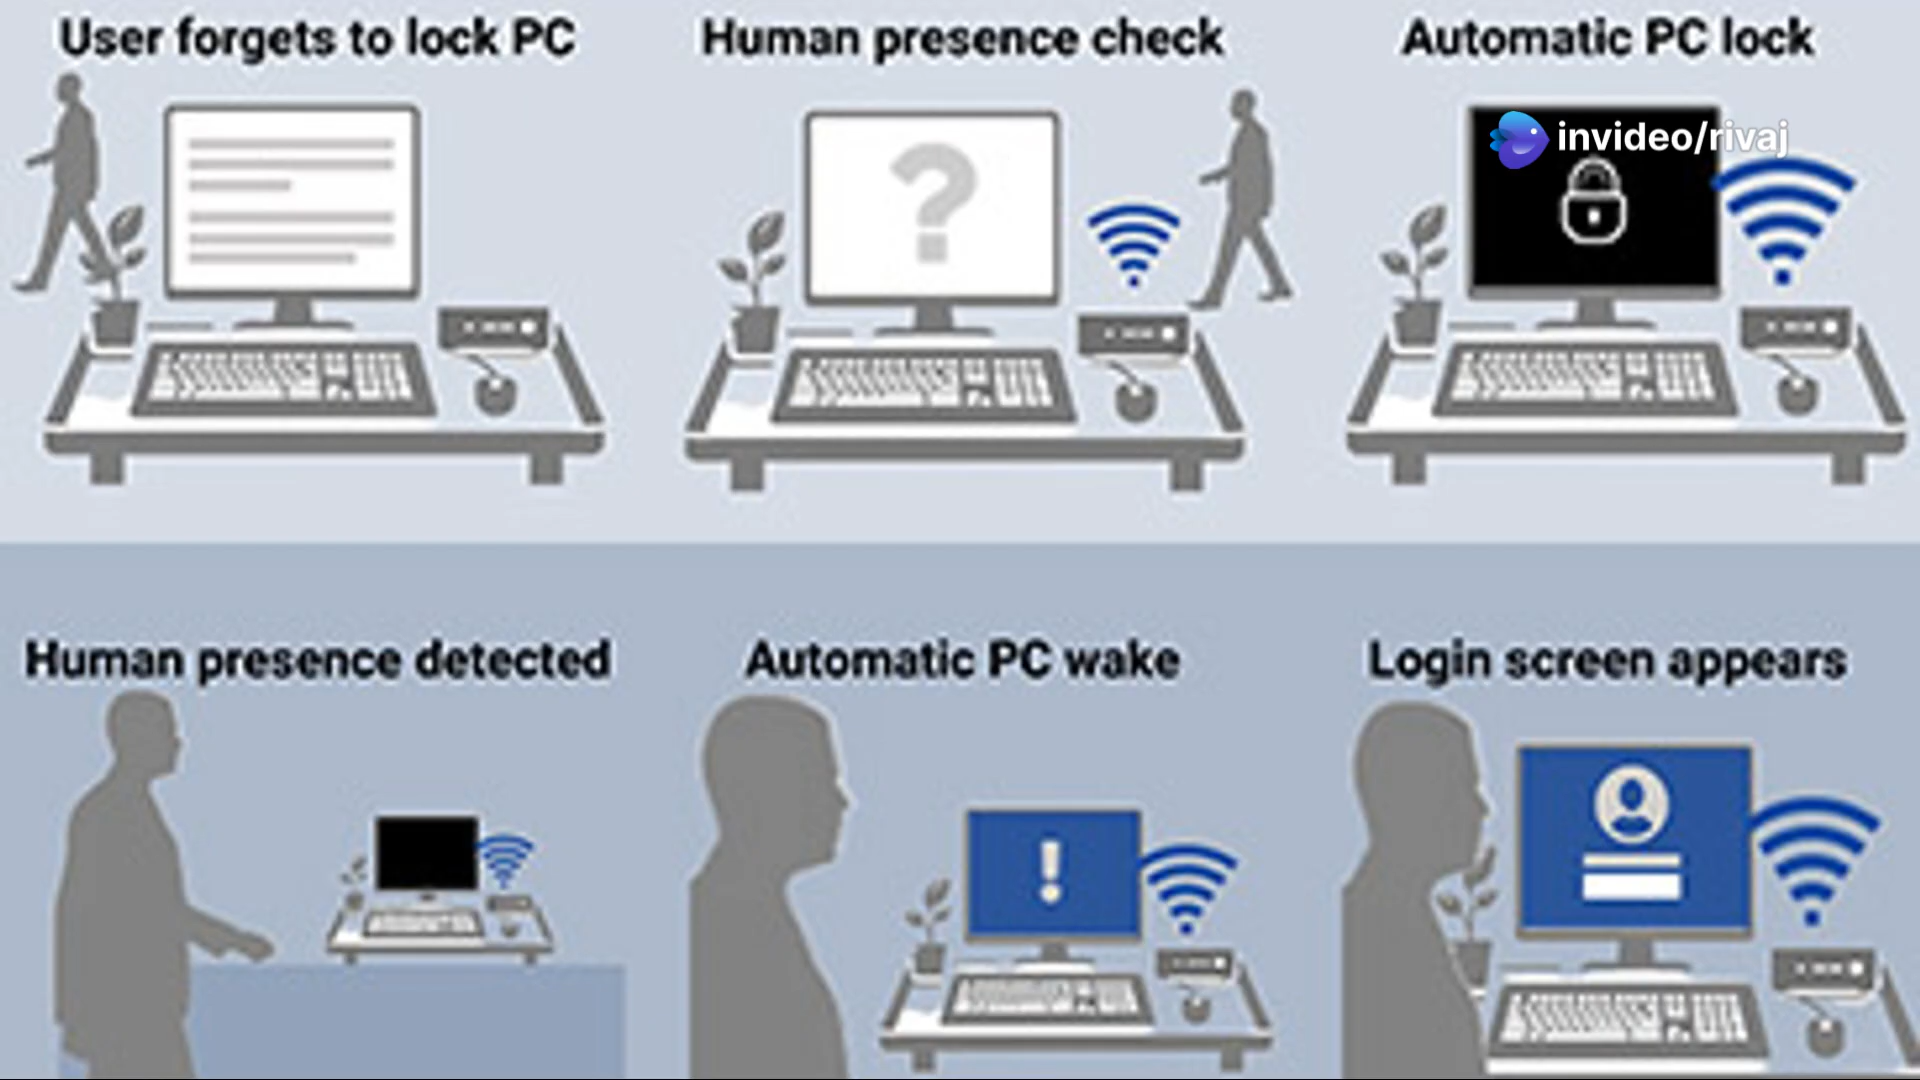 User forgets to lock PC
Human presence check
Automatic PC lock
invideo/rivaj
Human presence detected
Automatic PC wake
Login screen appears